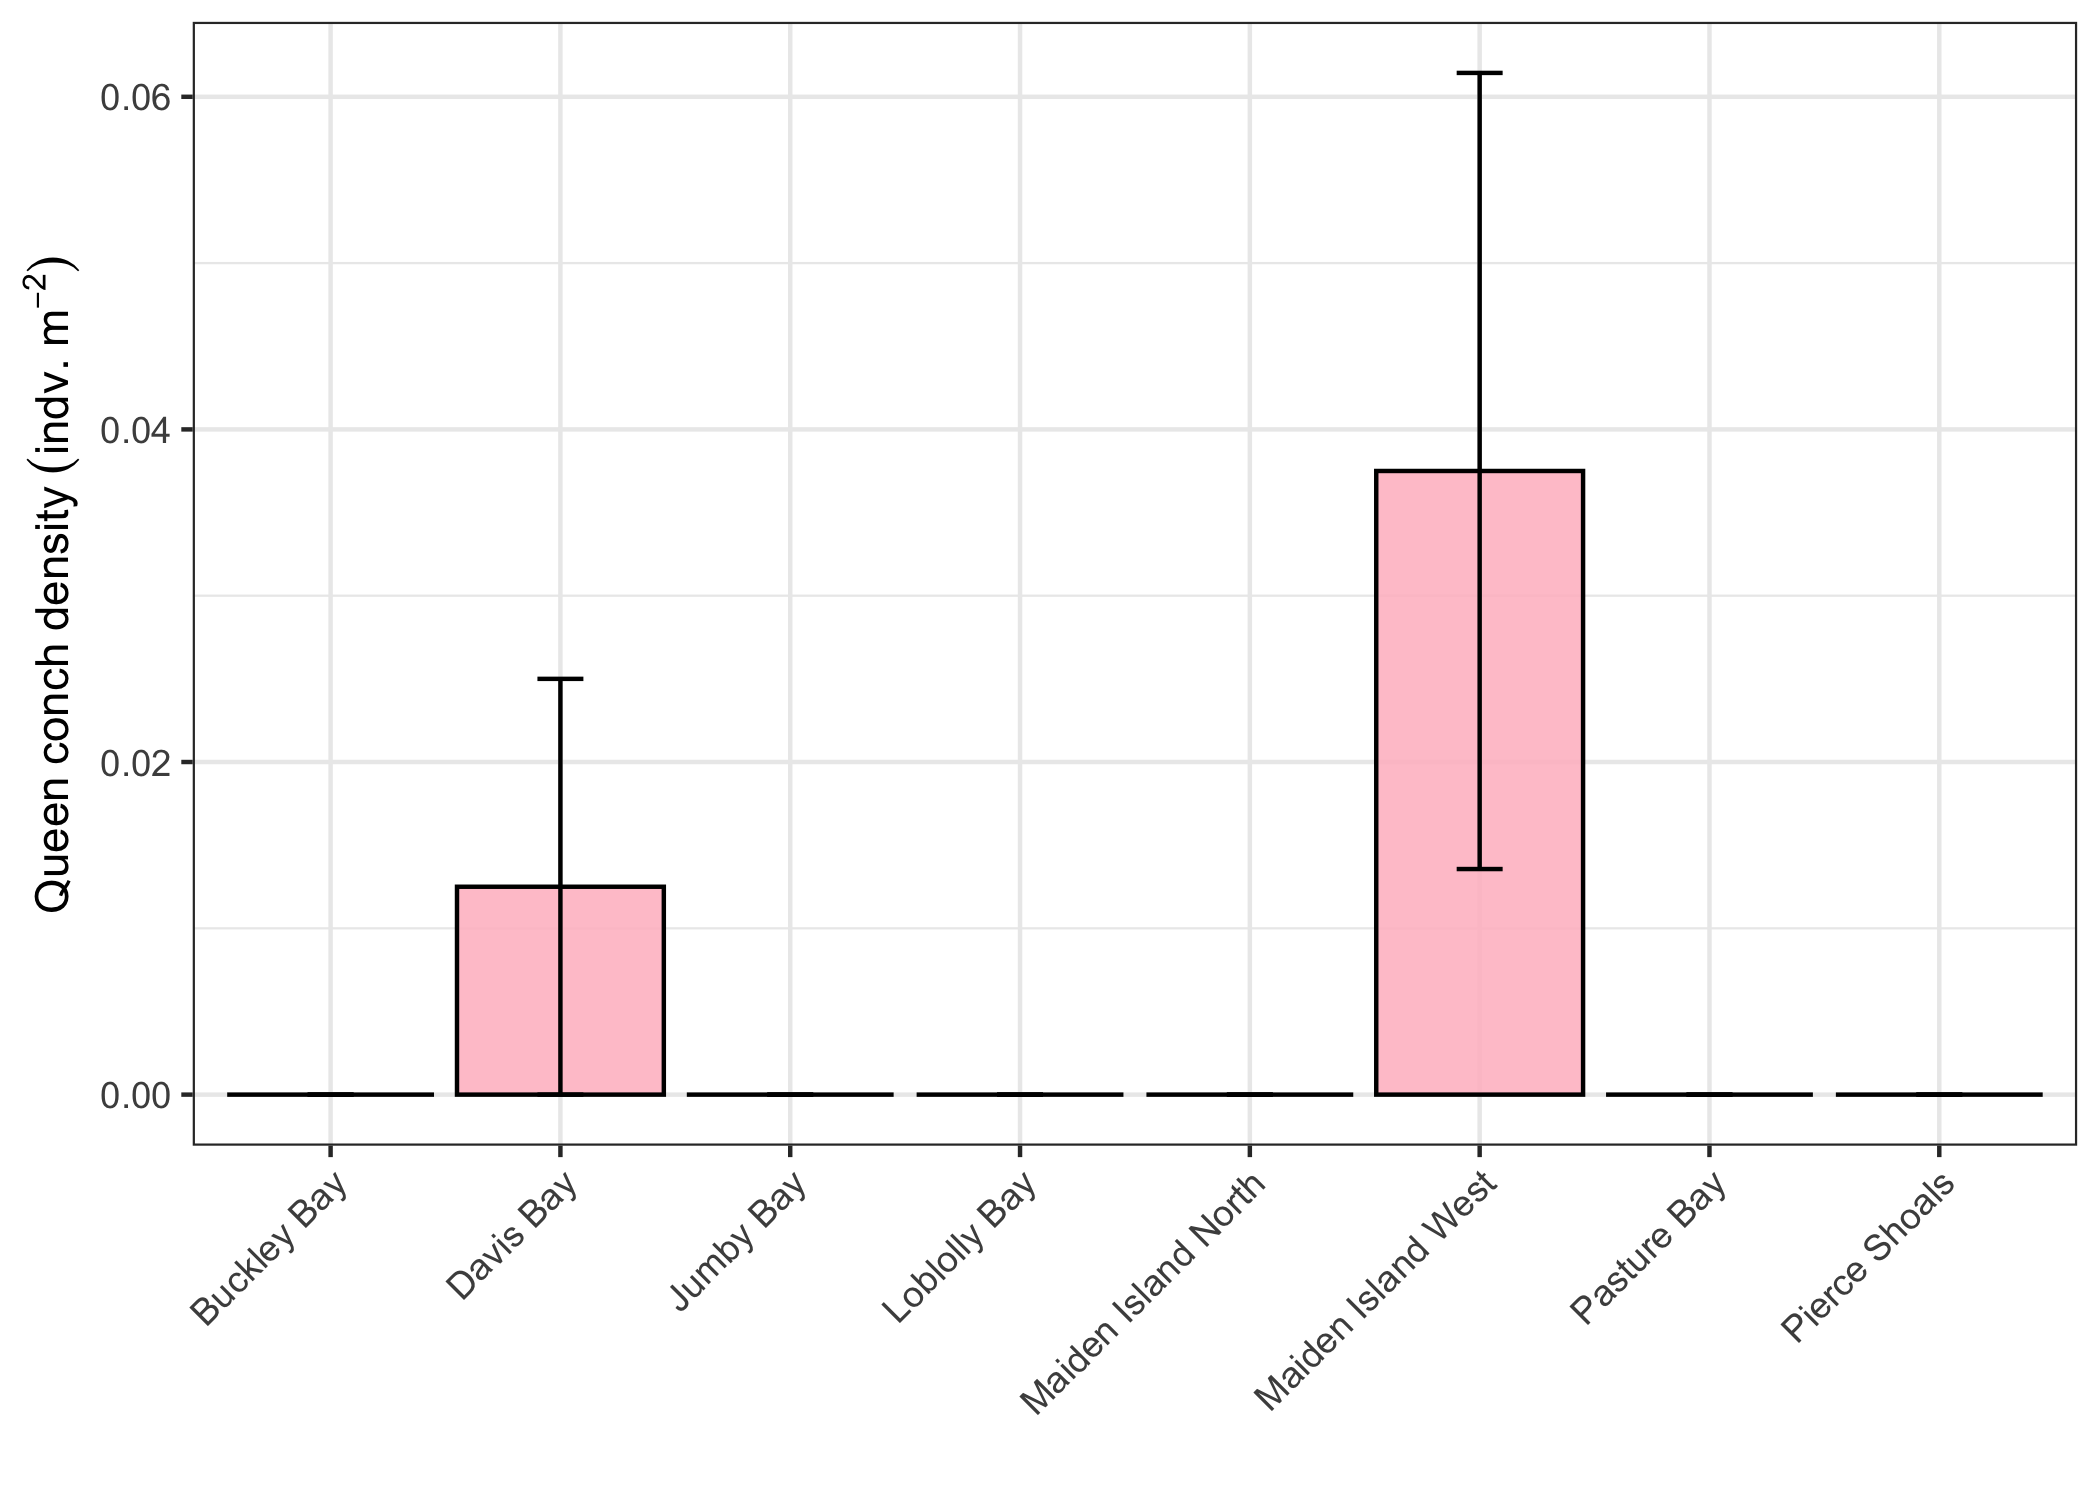 Queen conch density (indv. m⁻²)
0.06
0.04
0.02
0.00
Buckley Bay
Davis Bay
Jumby Bay
Loblolly Bay
Maiden Island North
Maiden Island West
Pasture Bay
Pierce Shoals